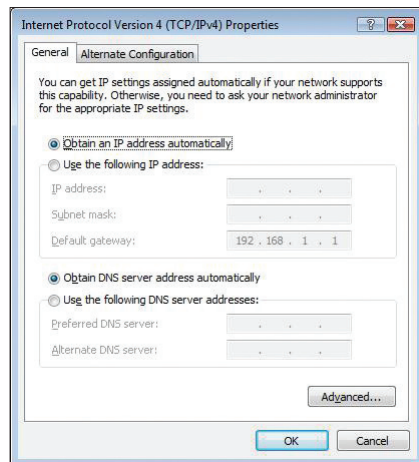 Internet Protocol Version 4 (TCP/IPv4) Properties
General
Alternate Configuration
You can get IP settings assigned automatically if your network supports
this capability. Otherwise, you need to ask your network administrator
for the appropriate IP settings.
Obtain an IP address automatically
Use the following IP address:
IP address: . . .
Subnet mask: . . .
Default gateway: 192 . 168 . 1 . 1
Obtain DNS server address automatically
Use the following DNS server addresses:
Preferred DNS server: . . .
Alternate DNS server: . . .
Advanced...
OK
Cancel